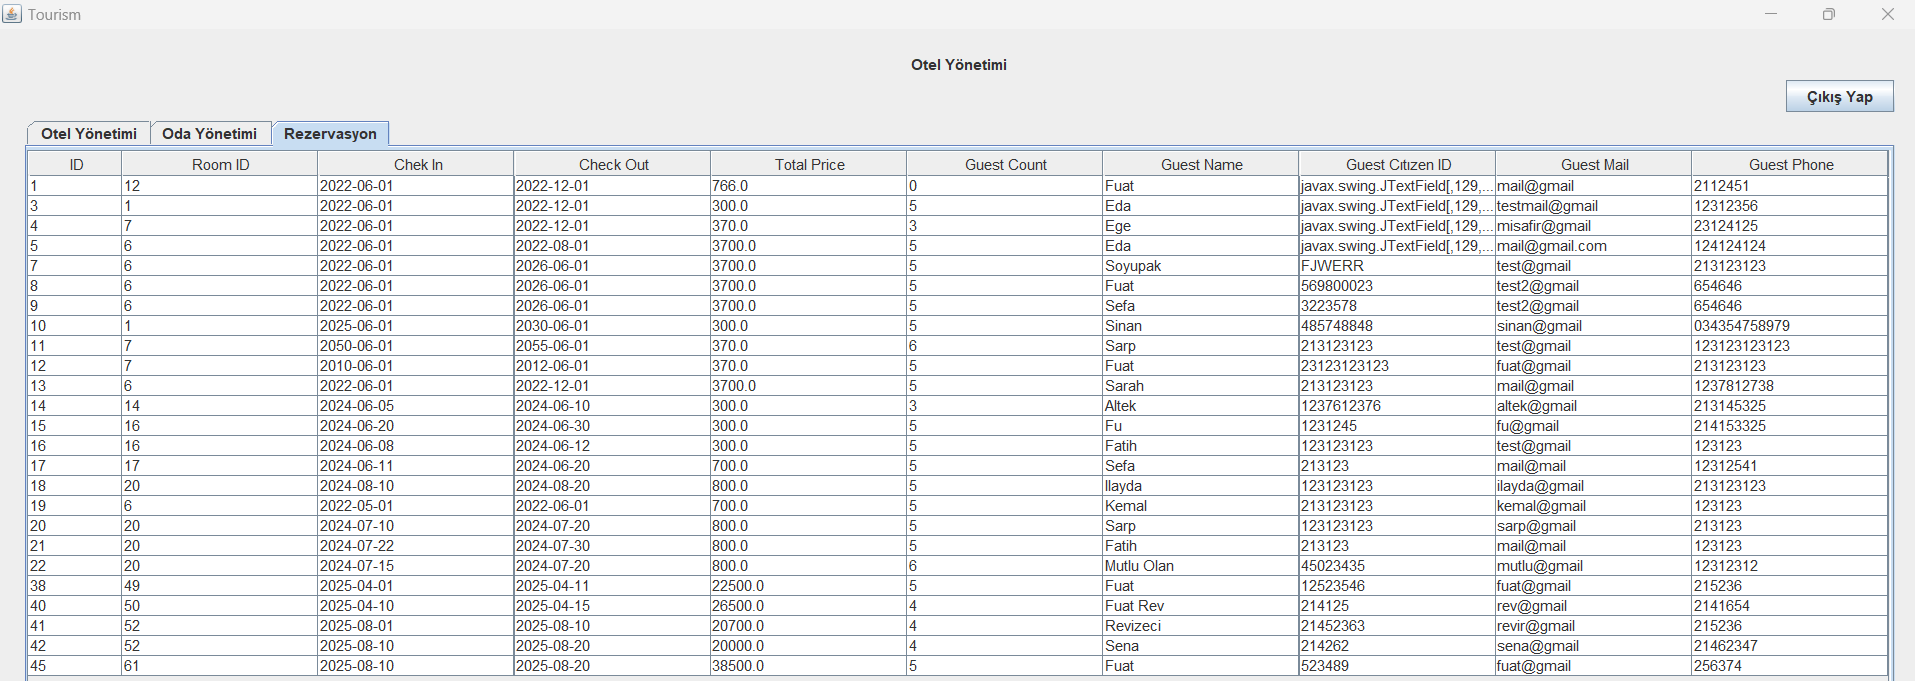 Tourism
Otel Yönetimi
Çıkış Yap
Otel Yönetimi Oda Yönetimi Rezervasyon
ID Room ID Chek In Check Out Total Price Guest Count Guest Name Guest Citızen ID Guest Mail Guest Phone
1 12 2022-06-01 2022-12-01 766.0 0 Fuat javax.swing.JTextField[,129,... mail@gmail 2112451
3 1 2022-06-01 2022-12-01 300.0 5 Eda javax.swing.JTextField[,129,... testmail@gmail 12312356
4 7 2022-06-01 2022-12-01 370.0 3 Ege javax.swing.JTextField[,129,... misafir@gmail 23124125
5 6 2022-06-01 2022-08-01 3700.0 5 Eda javax.swing.JTextField[,129,... mail@gmail.com 124124124
7 6 2022-06-01 2026-06-01 3700.0 5 Soyupak FJWERR test@gmail 213123123
8 6 2022-06-01 2026-06-01 3700.0 5 Fuat 569800023 test2@gmail 654646
9 6 2022-06-01 2026-06-01 3700.0 5 Sefa 3223578 test2@gmail 654646
10 1 2025-06-01 2030-06-01 300.0 5 Sinan 485748848 sinan@gmail 034354758979
11 7 2050-06-01 2055-06-01 370.0 6 Sarp 213123123 test@gmail 123123123123
12 7 2010-06-01 2012-06-01 370.0 5 Fuat 23123123123 fuat@gmail 213123123
13 6 2022-06-01 2022-12-01 3700.0 5 Sarah 213123123 mail@gmail 1237812738
14 14 2024-06-05 2024-06-10 300.0 3 Altek 1237612376 altek@gmail 213145325
15 16 2024-06-20 2024-06-30 300.0 5 Fu 1231245 fu@gmail 214153325
16 16 2024-06-08 2024-06-12 300.0 5 Fatih 123123123 test@gmail 123123
17 17 2024-06-11 2024-06-20 700.0 5 Sefa 213123 mail@mail 12312541
18 20 2024-08-10 2024-08-20 800.0 5 Ilayda 123123123 ilayda@gmail 213123123
19 6 2022-05-01 2022-06-01 700.0 5 Kemal 213123123 kemal@gmail 123123
20 20 2024-07-10 2024-07-20 800.0 5 Sarp 123123123 sarp@gmail 213123
21 20 2024-07-22 2024-07-30 800.0 5 Fatih 213123 mail@mail 123123
22 20 2024-07-15 2024-07-20 800.0 6 Mutlu Olan 45023435 mutlu@gmail 12312312
38 49 2025-04-01 2025-04-11 22500.0 5 Fuat 12523546 fuat@gmail 215236
40 50 2025-04-10 2025-04-15 26500.0 4 Fuat Rev 214125 rev@gmail 2141654
41 52 2025-08-01 2025-08-10 20700.0 4 Revizeci 21452363 revir@gmail 215236
42 52 2025-08-10 2025-08-20 20000.0 4 Sena 214262 sena@gmail 21462347
45 61 2025-08-10 2025-08-20 38500.0 5 Fuat 523489 fuat@gmail 256374